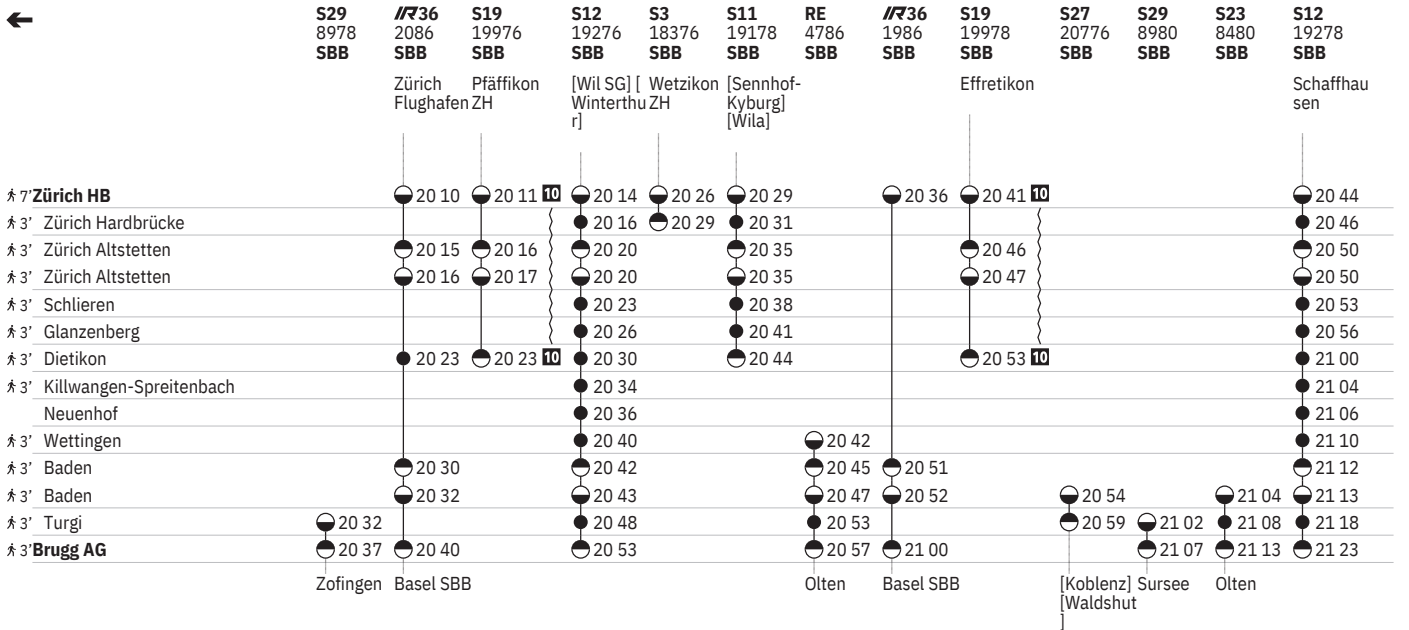 ← S29 IR36 S19 S12 S3 S11 RE IR36 S19 S27 S29 S23 S12
8978 2086 19976 19276 18376 19178 4786 1986 19978 20776 8980 8480 19278
SBB SBB SBB SBB SBB SBB SBB SBB SBB SBB SBB SBB SBB
Zürich Pfäffikon [Wil SG] [ Wetzikon [Sennhof- Effretikon Schaffhau
Flughafen ZH Winterthu ZH Kyburg] sen
r] [Wila]
7' Zürich HB 20 10 20 11 10 20 14 20 26 20 29 20 36 20 41 10 20 44
3' Zürich Hardbrücke 20 16 20 29 20 31 20 46
3' Zürich Altstetten 20 15 20 16 20 20 20 35 20 46 20 50
3' Zürich Altstetten 20 16 20 17 20 20 20 35 20 47 20 50
3' Schlieren 20 23 20 38 20 53
3' Glanzenberg 20 26 20 41 20 56
3' Dietikon 20 23 20 23 10 20 30 20 44 20 53 10 21 00
3' Killwangen-Spreitenbach 20 34 21 04
Neuenhof 20 36 21 06
3' Wettingen 20 40 20 42 21 10
3' Baden 20 30 20 42 20 45 20 51 21 12
3' Baden 20 32 20 43 20 47 20 52 20 54 21 04 21 13
3' Turgi 20 32 20 48 20 53 20 59 21 02 21 08 21 18
3' Brugg AG 20 37 20 40 20 53 20 57 21 00 21 07 21 13 21 23
Zofingen Basel SBB Olten Basel SBB [Koblenz] Sursee Olten
[Waldshut
]